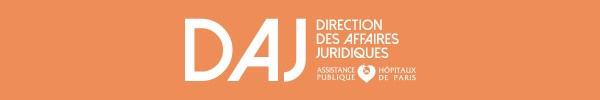 DAJ
DIRECTION
DES AFFAIRES
JURIDIQUES
ASSISTANCE HÔPITAUX
PUBLIQUE DE PARIS